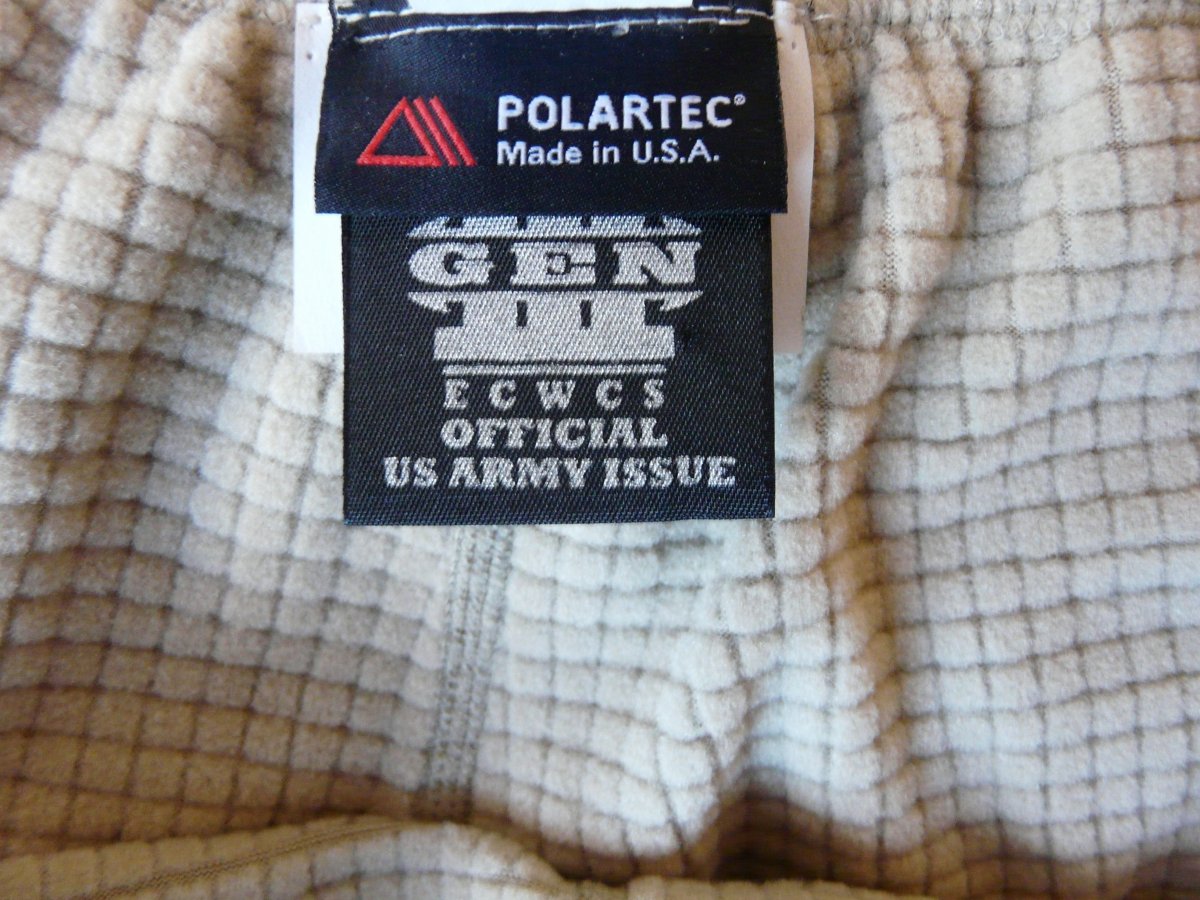 POLARTEC®
Made in U.S.A.
GEN
III
ECWCS
OFFICIAL
US ARMY ISSUE